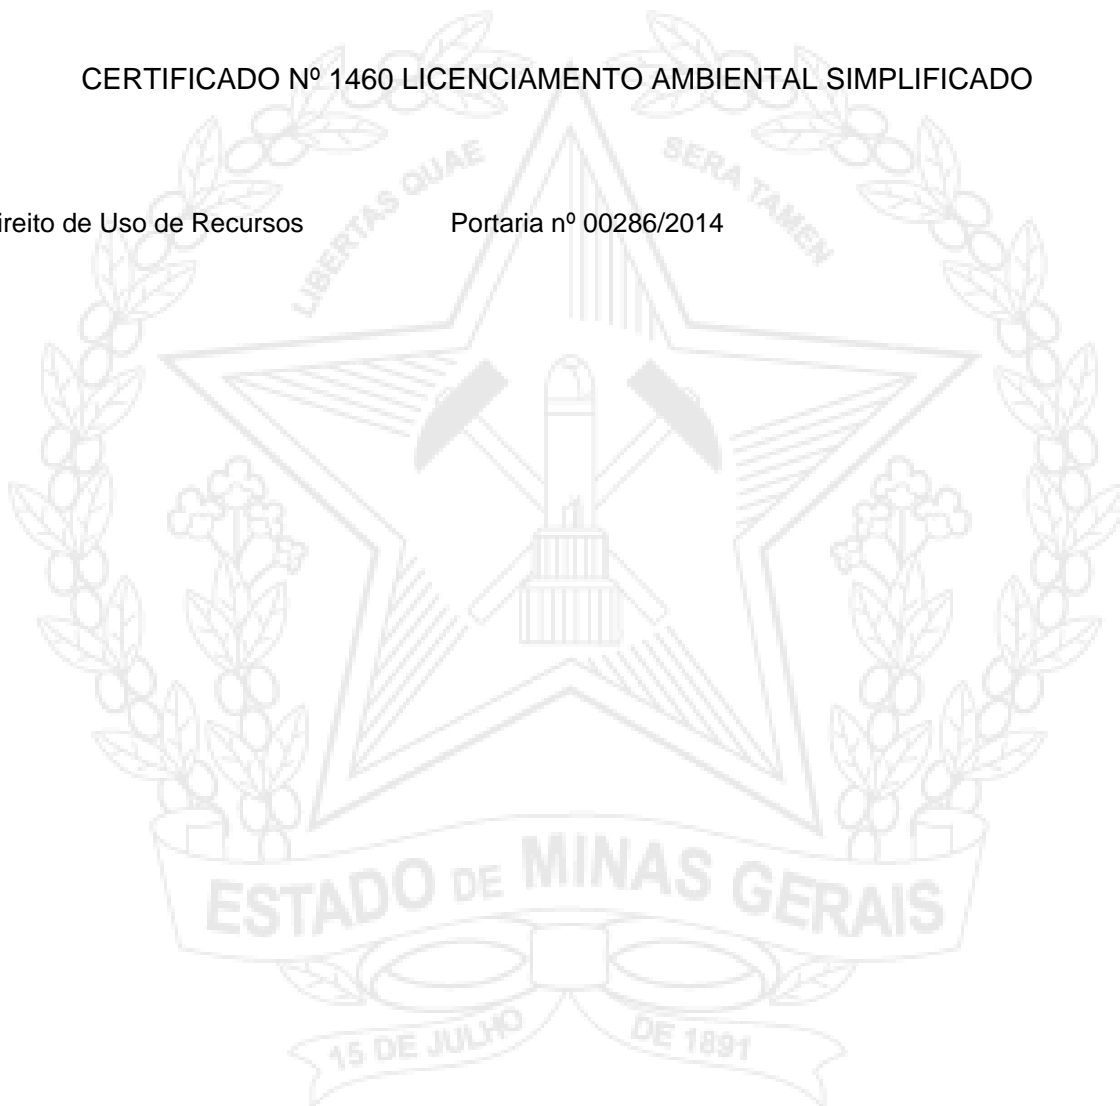 CERTIFICADO Nº 1460 LICENCIAMENTO AMBIENTAL SIMPLIFICADO
LIBERTAS QUAE SERA TAMEN
ireito de Uso de Recursos Portaria nº 00286/2014
ESTADO DE MINAS GERAIS
15 DE JULHO DE 1891